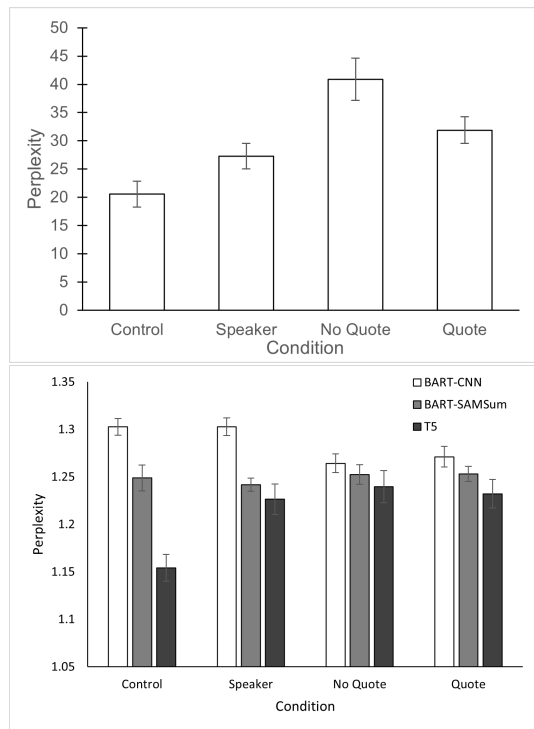 50
45
40
35
30
25
20
15
10
5
0
Perplexity
Control Speaker No Quote Quote
Condition
1.35
1.3
1.25
1.2
1.15
1.1
1.05
Perplexity
BART-CNN
BART-SAMSum
T5
Control Speaker No Quote Quote
Condition